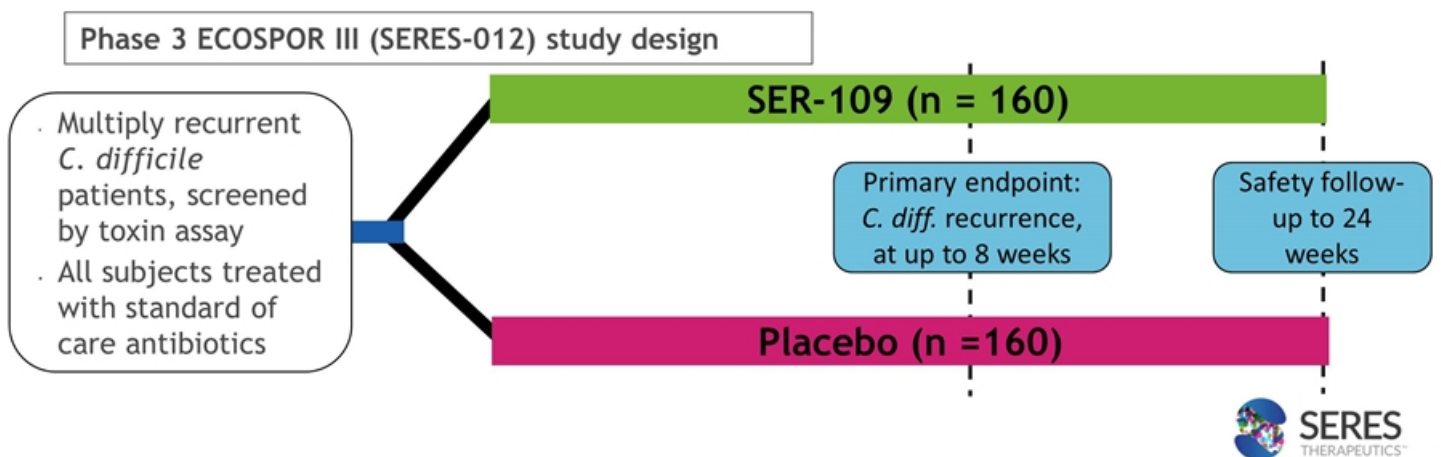 Phase 3 ECOSPOR III (SERES-012) study design
· Multiply recurrent
C. difficile
patients, screened
by toxin assay
· All subjects treated
with standard of
care antibiotics
SER-109 (n = 160)
Primary endpoint:
C. diff. recurrence,
at up to 8 weeks
Safety follow-
up to 24
weeks
Placebo (n =160)
SERES
THERAPEUTICS™